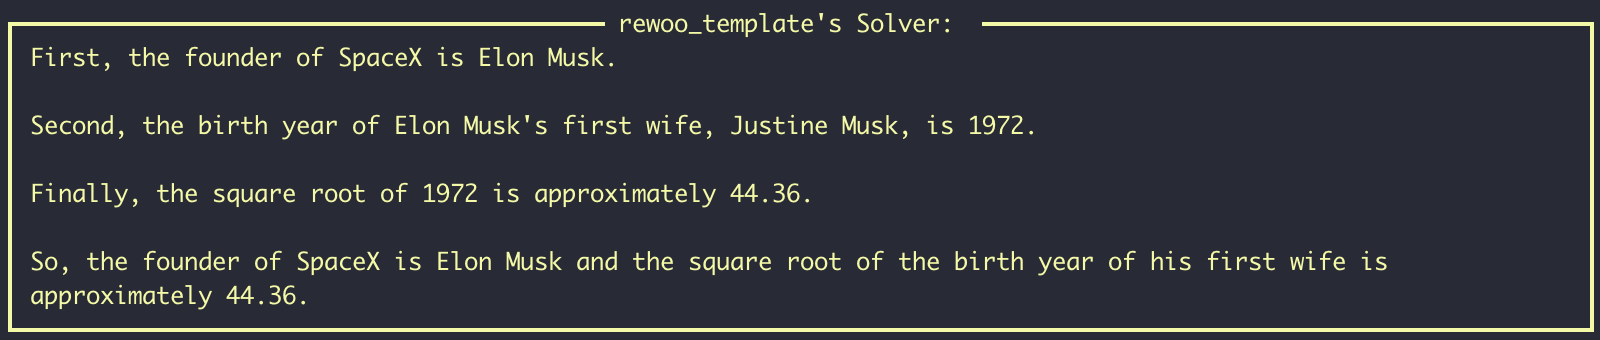 rewoo_template's Solver:
First, the founder of SpaceX is Elon Musk.
Second, the birth year of Elon Musk's first wife, Justine Musk, is 1972.
Finally, the square root of 1972 is approximately 44.36.
So, the founder of SpaceX is Elon Musk and the square root of the birth year of his first wife is
approximately 44.36.